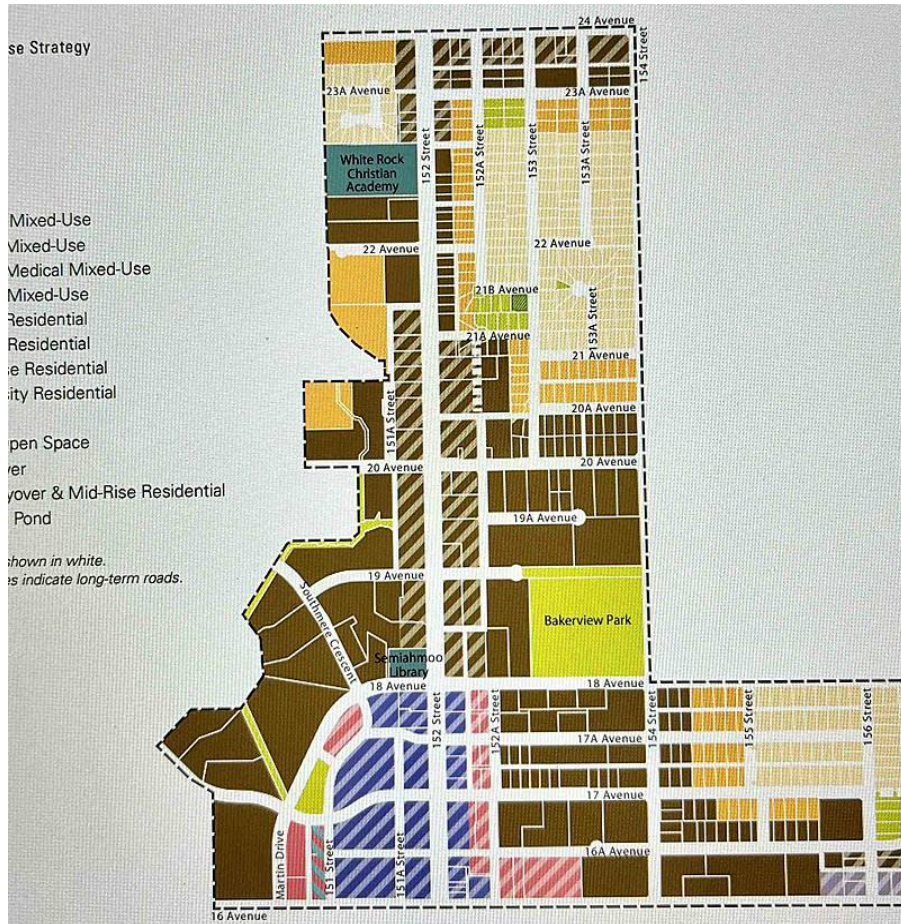 se Strategy
Mixed-Use
Mixed-Use
Medical Mixed-Use
Mixed-Use
Residential
Residential
e Residential
ity Residential
pen Space
er
yover & Mid-Rise Residential
Pond
shown in white.
es indicate long-term roads.
24 Avenue
154 Street
23A Avenue
23A Avenue
White Rock
Christian
Academy
152 Street
152A Street
153 Street
153A Street
22 Avenue
22 Avenue
21B Avenue
153A Street
21A Avenue
21 Avenue
151A Street
20A Avenue
20 Avenue
20 Avenue
19A Avenue
19 Avenue
Southmere Crescent
Bakerview Park
Semiahmoo
Library
18 Avenue
18 Avenue
152 Street
152A Street
154 Street
155 Street
156 Street
17A Avenue
17 Avenue
16A Avenue
Martin Drive
151 Street
151A Street
16 Avenue